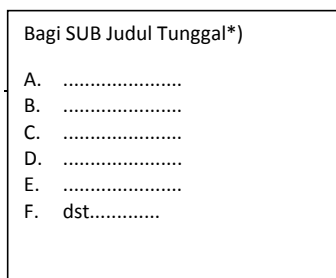 Bagi SUB Judul Tunggal*)
A. ......................
B. ......................
C. ......................
D. ......................
E. ......................
F. dst.............